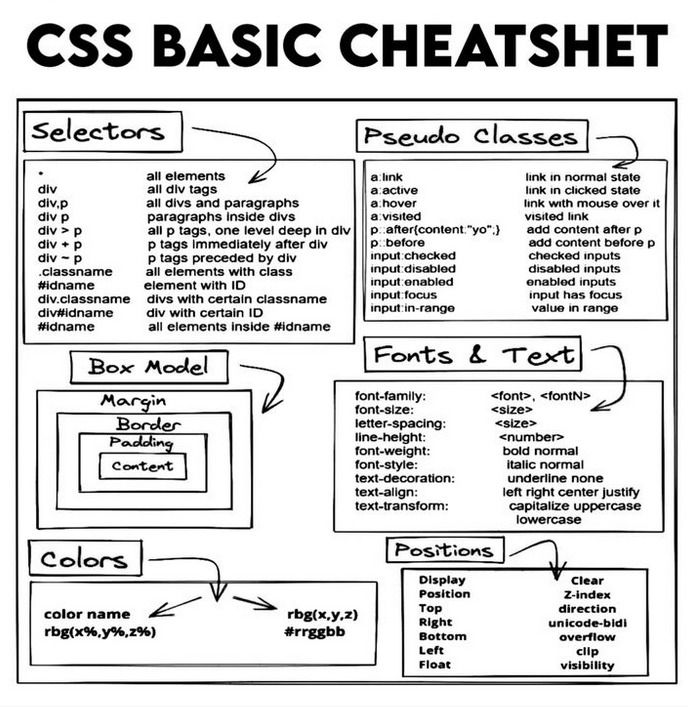 CSS BASIC CHEATSHET
Selectors
* all elements
div all div tags
div,p all divs and paragraphs
div p paragraphs inside divs
div > p all p tags, one level deep in div
div + p p tags immediately after div
div ~ p p tags preceded by div
.classname all elements with class
#idname element with ID
div.classname divs with certain classname
div#idname div with certain ID
#idname all elements inside #idname
Pseudo Classes
a:link link in normal state
a:active link in clicked state
a:hover link with mouse over it
a:visited visited link
p::after{content:"yo";} add content after p
p::before add content before p
input:checked checked inputs
input:disabled disabled inputs
input:enabled enabled inputs
input:focus input has focus
input:in-range value in range
Box Model
Margin
Border
Padding
Content
Fonts & Text
font-family: <font>, <fontN>
font-size: <size>
letter-spacing: <size>
line-height: <number>
font-weight: bold normal
font-style: italic normal
text-decoration: underline none
text-align: left right center justify
text-transform: capitalize uppercase
lowercase
Colors
color name rbg(x,y,z)
rbg(x%,y%,z%) #rrggbb
Positions
Display Clear
Position Z-index
Top direction
Right unicode-bidi
Bottom overflow
Left clip
Float visibility